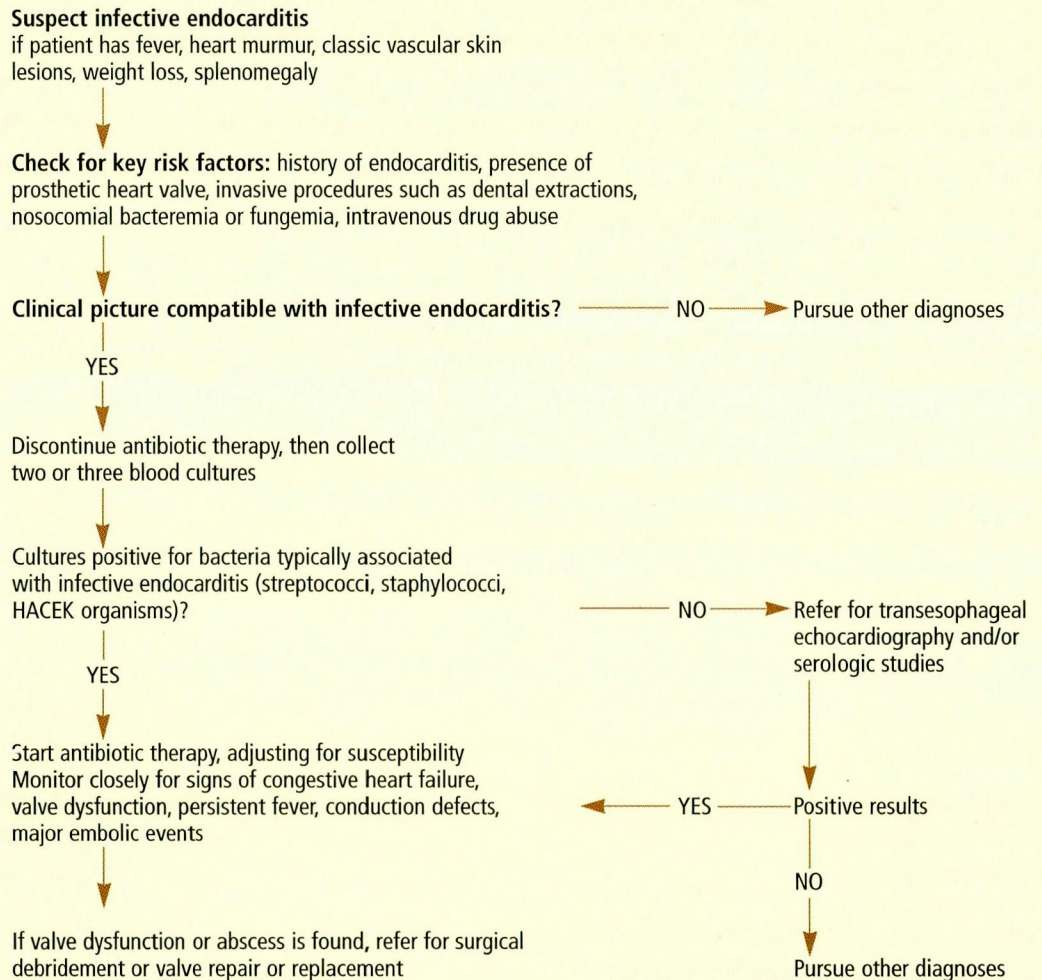 Suspect infective endocarditis
if patient has fever, heart murmur, classic vascular skin
lesions, weight loss, splenomegaly
Check for key risk factors: history of endocarditis, presence of
prosthetic heart valve, invasive procedures such as dental extractions,
nosocomial bacteremia or fungemia, intravenous drug abuse
Clinical picture compatible with infective endocarditis?
NO
Pursue other diagnoses
YES
Discontinue antibiotic therapy, then collect
two or three blood cultures
Cultures positive for bacteria typically associated
with infective endocarditis (streptococci, staphylococci,
HACEK organisms)?
NO
Refer for transesophageal
echocardiography and/or
serologic studies
YES
Start antibiotic therapy, adjusting for susceptibility
Monitor closely for signs of congestive heart failure,
valve dysfunction, persistent fever, conduction defects,
major embolic events
YES
Positive results
NO
If valve dysfunction or abscess is found, refer for surgical
debridement or valve repair or replacement
Pursue other diagnoses